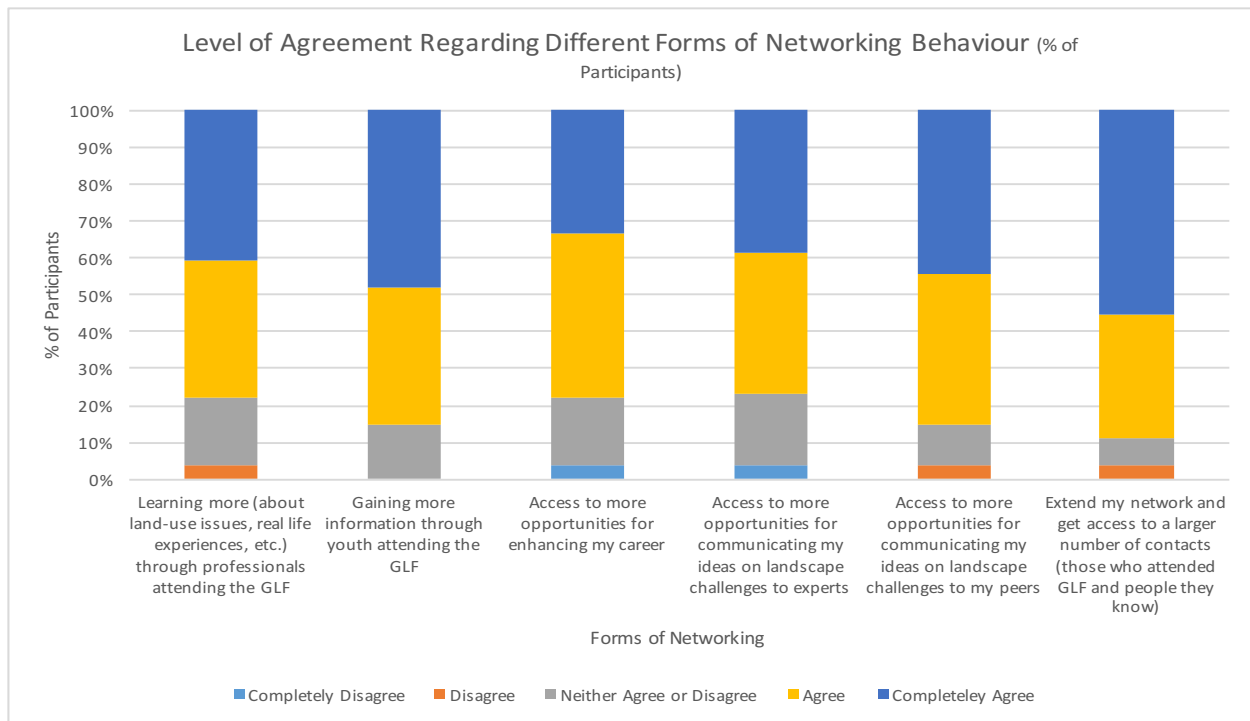 Level of Agreement Regarding Different Forms of Networking Behaviour (% of
Participants)
100%
90%
80%
70%
60%
50%
40%
30%
20%
10%
0%
% of Participants
Learning more (about
land-use issues, real life
experiences, etc.)
through professionals
attending the GLF
Gaining more
information through
youth attending the
GLF
Access to more
opportunities for
enhancing my career
Access to more
opportunities for
communicating my
ideas on landscape
challenges to experts
Access to more
opportunities for
communicating my
ideas on landscape
challenges to my peers
Extend my network and
get access to a larger
number of contacts
(those who attended
GLF and people they
know)
Forms of Networking
Completely Disagree
Disagree
Neither Agree or Disagree
Agree
Completeley Agree